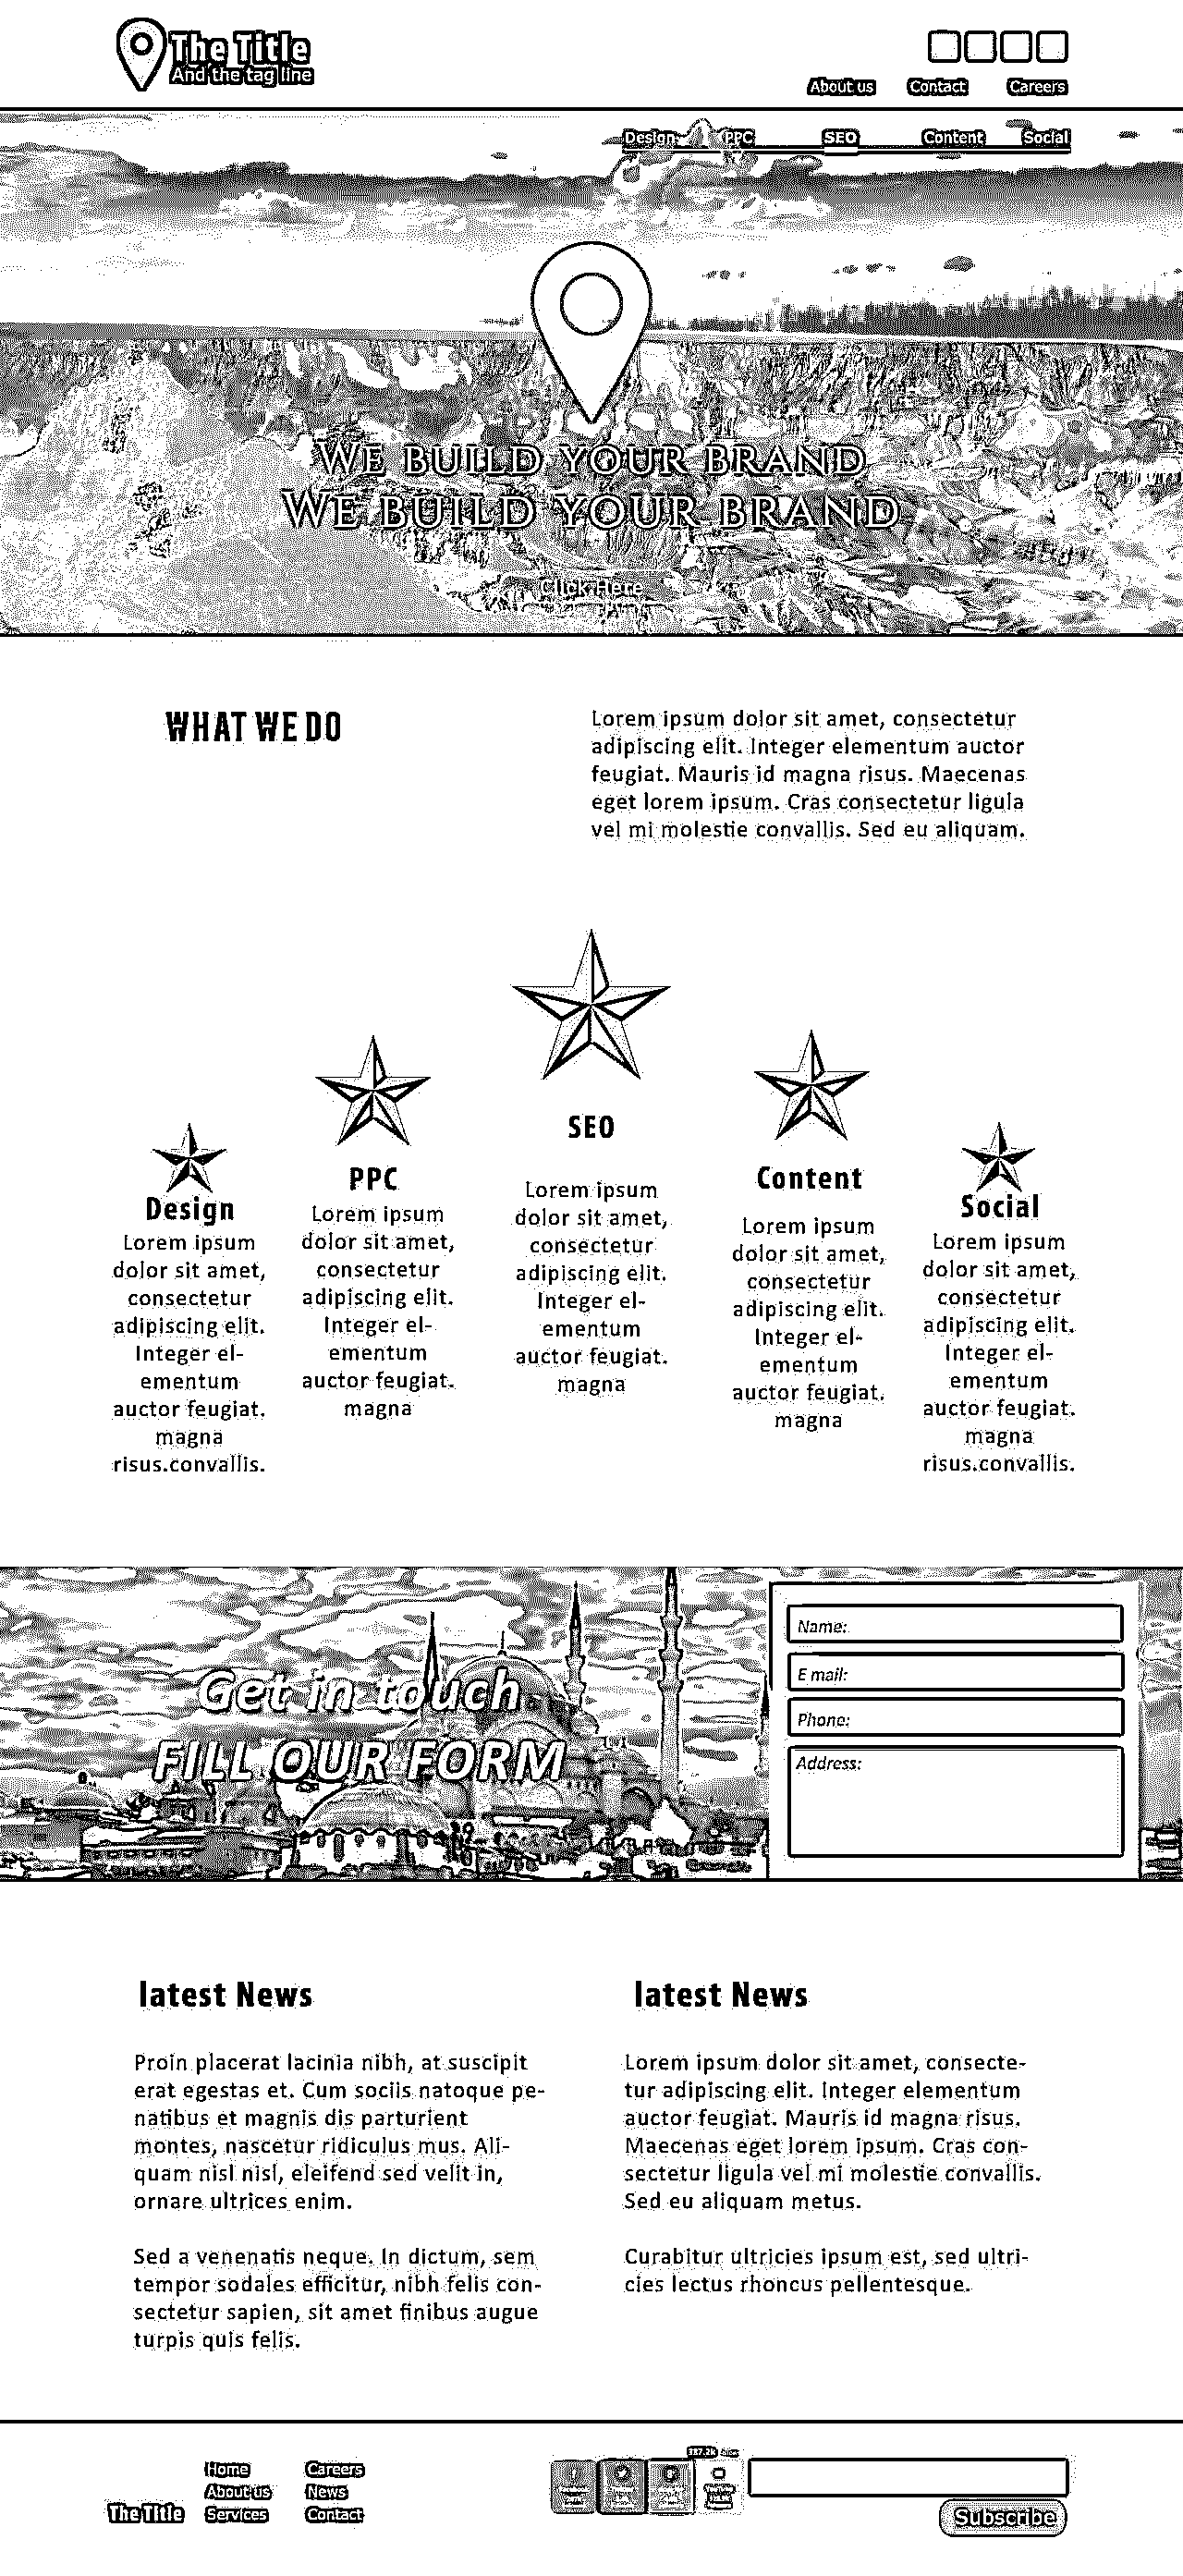 The Title
And the tag line
About us Contact Careers
Design PPC SEO Content Social
WE BUILD YOUR BRAND
WE BUILD YOUR BRAND
Click Here
WHAT WE DO
Lorem ipsum dolor sit amet, consectetur
adipiscing elit. Integer elementum auctor
feugiat. Mauris id magna risus. Maecenas
eget lorem ipsum. Cras consectetur ligula
vel mi molestie convallis. Sed eu aliquam.
Design
Lorem ipsum
dolor sit amet,
consectetur
adipiscing elit.
Integer el-
ementum
auctor feugiat.
magna
risus.convallis.
PPC
Lorem ipsum
dolor sit amet,
consectetur
adipiscing elit.
Integer el-
ementum
auctor feugiat.
magna
SEO
Lorem ipsum
dolor sit amet,
consectetur
adipiscing elit.
Integer el-
ementum
auctor feugiat.
magna
Content
Lorem ipsum
dolor sit amet,
consectetur
adipiscing elit.
Integer el-
ementum
auctor feugiat.
magna
Social
Lorem ipsum
dolor sit amet,
consectetur
adipiscing elit.
Integer el-
ementum
auctor feugiat.
magna
risus.convallis.
Get in touch
FILL OUR FORM
Name:
E mail:
Phone:
Address:
latest News
Proin placerat lacinia nibh, at suscipit
erat egestas et. Cum sociis natoque pe-
natibus et magnis dis parturient
montes, nascetur ridiculus mus. Ali-
quam nisl nisl, eleifend sed velit in,
ornare ultrices enim.
Sed a venenatis neque. In dictum, sem
tempor sodales efficitur, nibh felis con-
sectetur sapien, sit amet finibus augue
turpis quis felis.
latest News
Lorem ipsum dolor sit amet, consecte-
tur adipiscing elit. Integer elementum
auctor feugiat. Mauris id magna risus.
Maecenas eget lorem ipsum. Cras con-
sectetur ligula vel mi molestie convallis.
Sed eu aliquam metus.
Curabitur ultricies ipsum est, sed ultri-
cies lectus rhoncus pellentesque.
The Title
Home
About us
Services
Careers
News
Contact
Subscribe